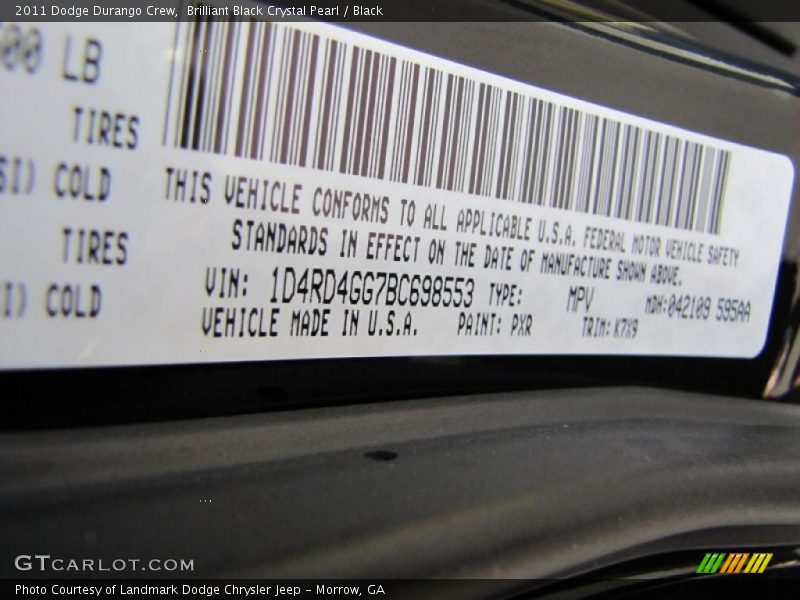 2011 Dodge Durango Crew,  Brilliant Black Crystal Pearl / Black
00 LB
TIRES
SI) COLD
TIRES
I) COLD
THIS VEHICLE CONFORMS TO ALL APPLICABLE U.S.A. FEDERAL MOTOR VEHICLE SAFETY
STANDARDS IN EFFECT ON THE DATE OF MANUFACTURE SHOWN ABOVE.
VIN: 1D4RD4GG7BC698553 TYPE: MPV MDH:042109 595AA
VEHICLE MADE IN U.S.A. PAINT: PXR TRIM: K7X9
GTCARLOT.COM
Photo Courtesy of Landmark Dodge Chrysler Jeep – Morrow, GA